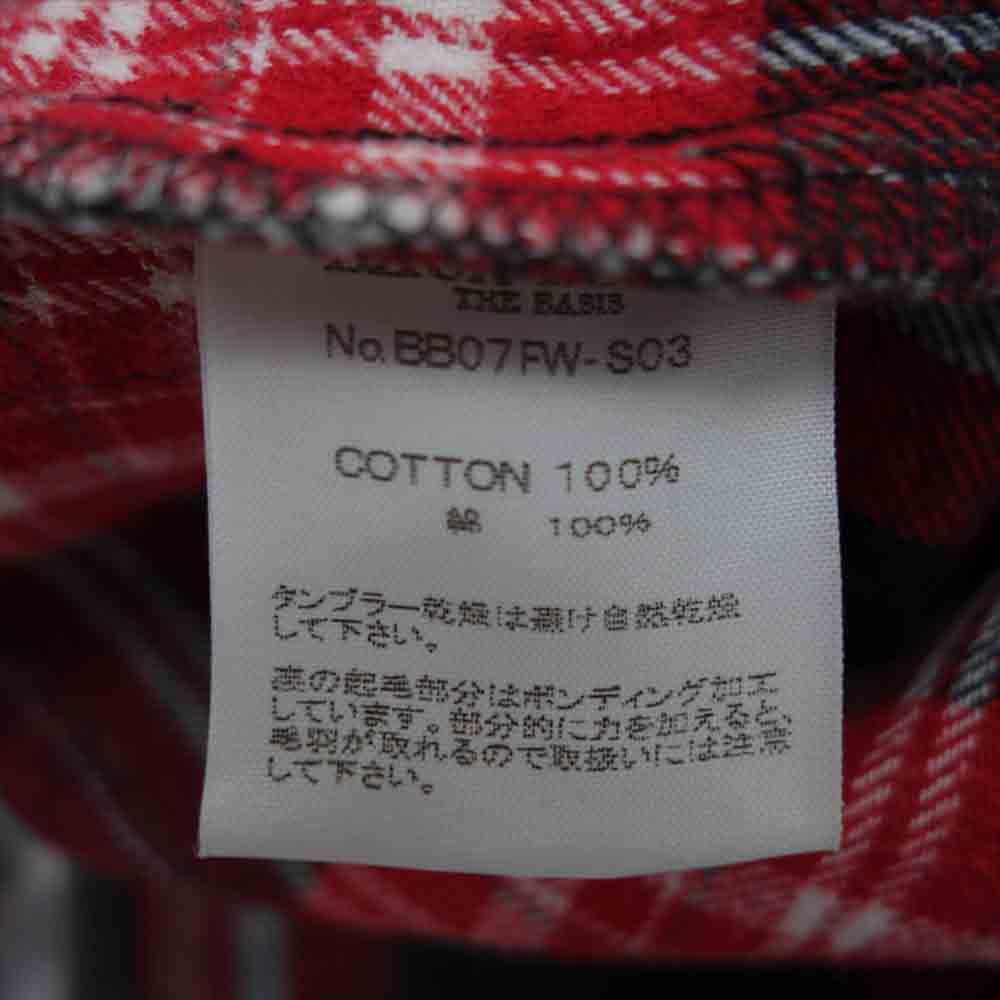 THE BASIS
No.BB07FW-S03
COTTON 100%
綿 100%
タンブラー乾燥は避け自然乾燥
して下さい。
裏の起毛部分はボンディング加工
しています。部分的に力を加えると、
毛羽が取れるので取扱いには注意
して下さい。